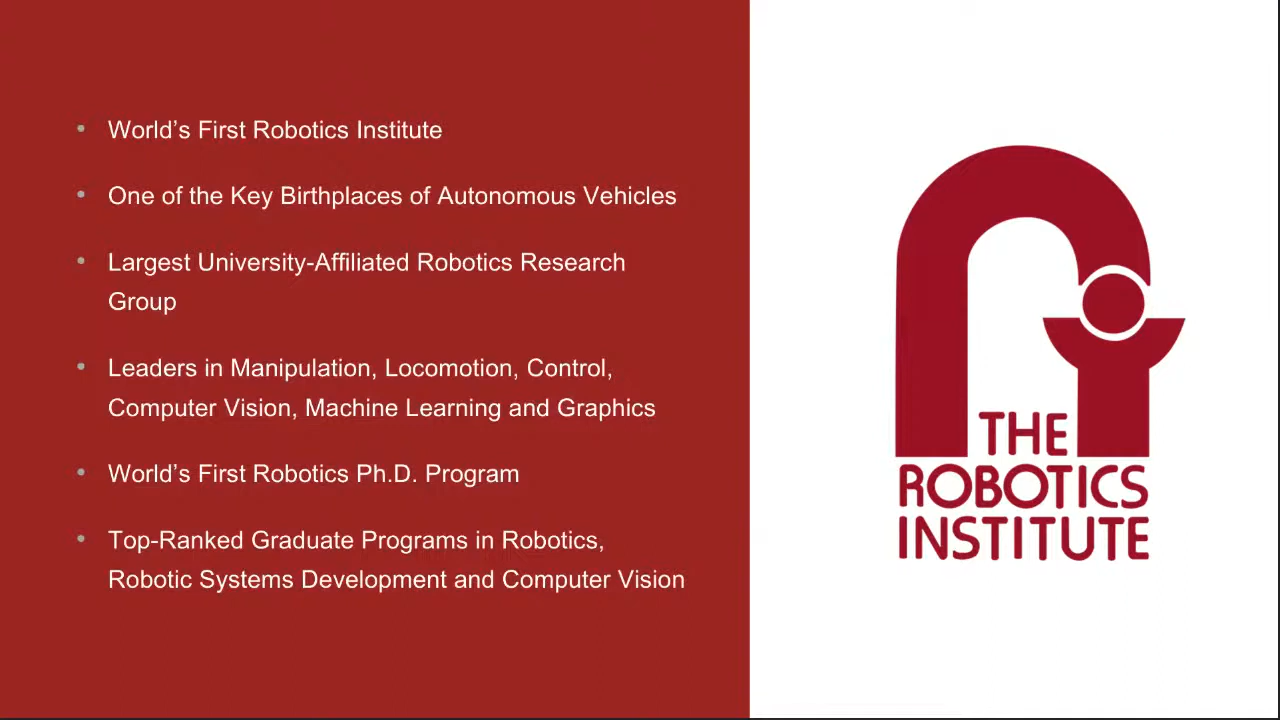 • World’s First Robotics Institute
• One of the Key Birthplaces of Autonomous Vehicles
• Largest University-Affiliated Robotics Research
Group
• Leaders in Manipulation, Locomotion, Control,
Computer Vision, Machine Learning and Graphics
• World’s First Robotics Ph.D. Program
• Top-Ranked Graduate Programs in Robotics,
Robotic Systems Development and Computer Vision
THE
ROBOTICS
INSTITUTE